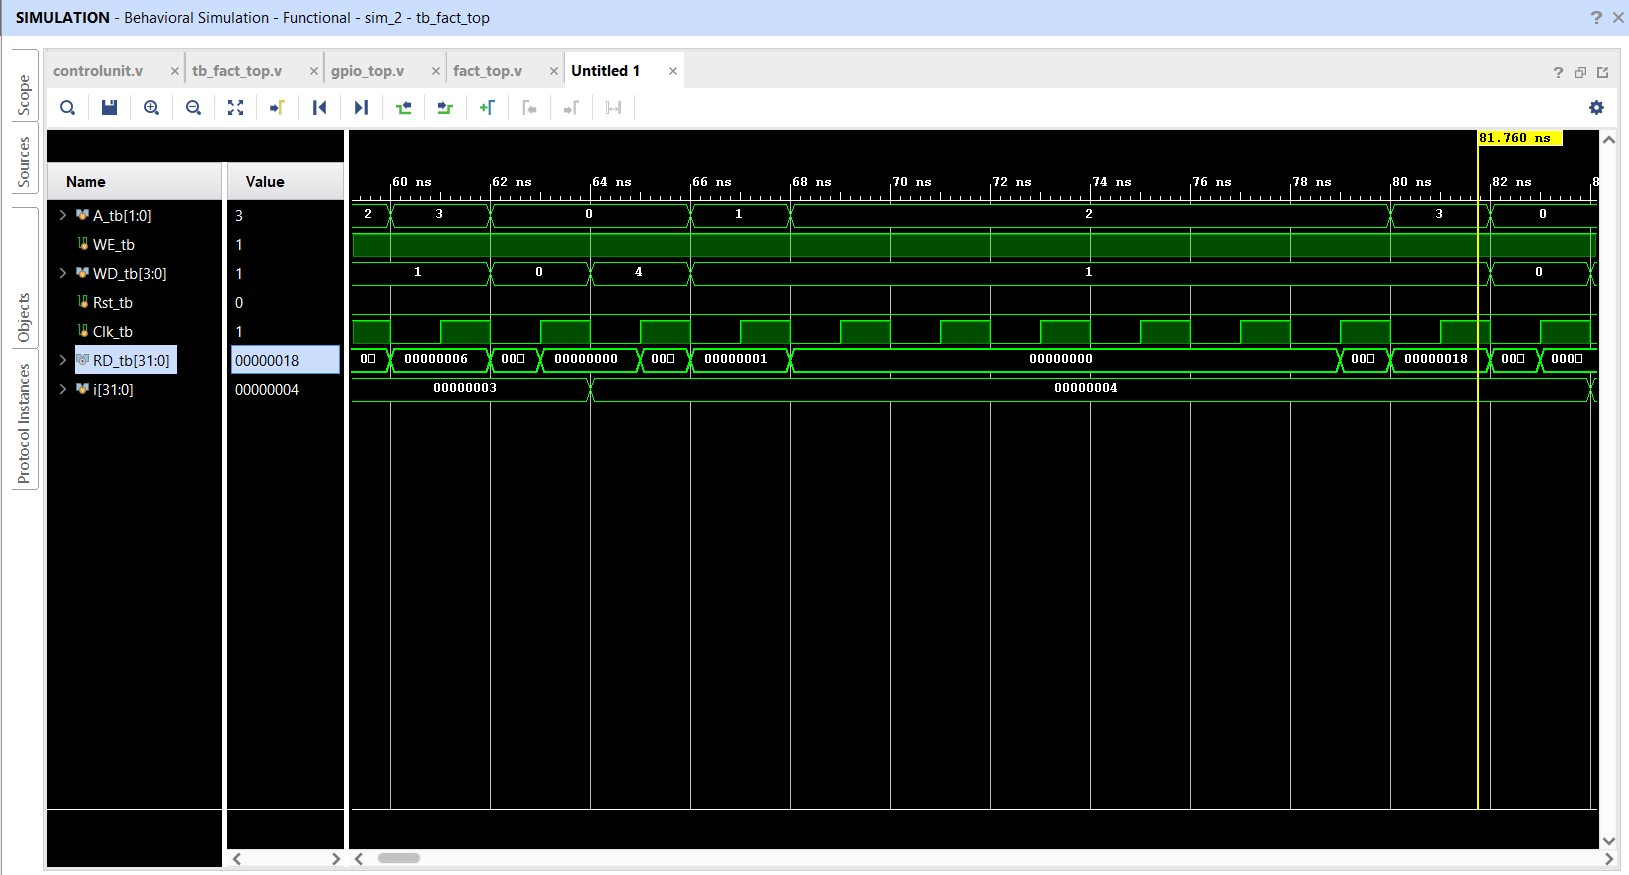 SIMULATION - Behavioral Simulation - Functional - sim_2 - tb_fact_top
Scope
Sources
Objects
Protocol Instances
controlunit.v
tb_fact_top.v
gpio_top.v
fact_top.v
Untitled 1
81.760 ns
Name Value
60 ns 62 ns 64 ns 66 ns 68 ns 70 ns 72 ns 74 ns 76 ns 78 ns 80 ns 82 ns 8
A_tb[1:0] 3 2 3 0 1 2 3 0
WE_tb 1
WD_tb[3:0] 1 1 0 4 1 0
Rst_tb 0
Clk_tb 1
RD_tb[31:0] 00000018 0 00000006 00 00000000 00 00000001 00000000 00 00000018 00 000
i[31:0] 00000004 00000003 00000004